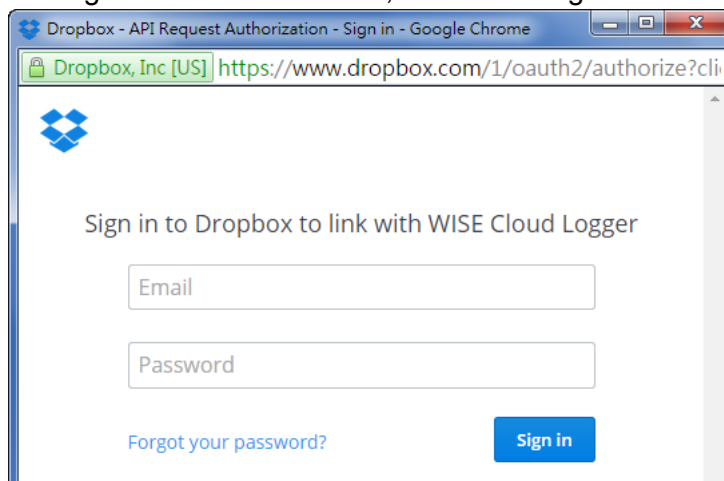 Dropbox - API Request Authorization - Sign in - Google Chrome
Dropbox, Inc [US] https://www.dropbox.com/1/oauth2/authorize?cli
Sign in to Dropbox to link with WISE Cloud Logger
Email
Password
Forgot your password?
Sign in